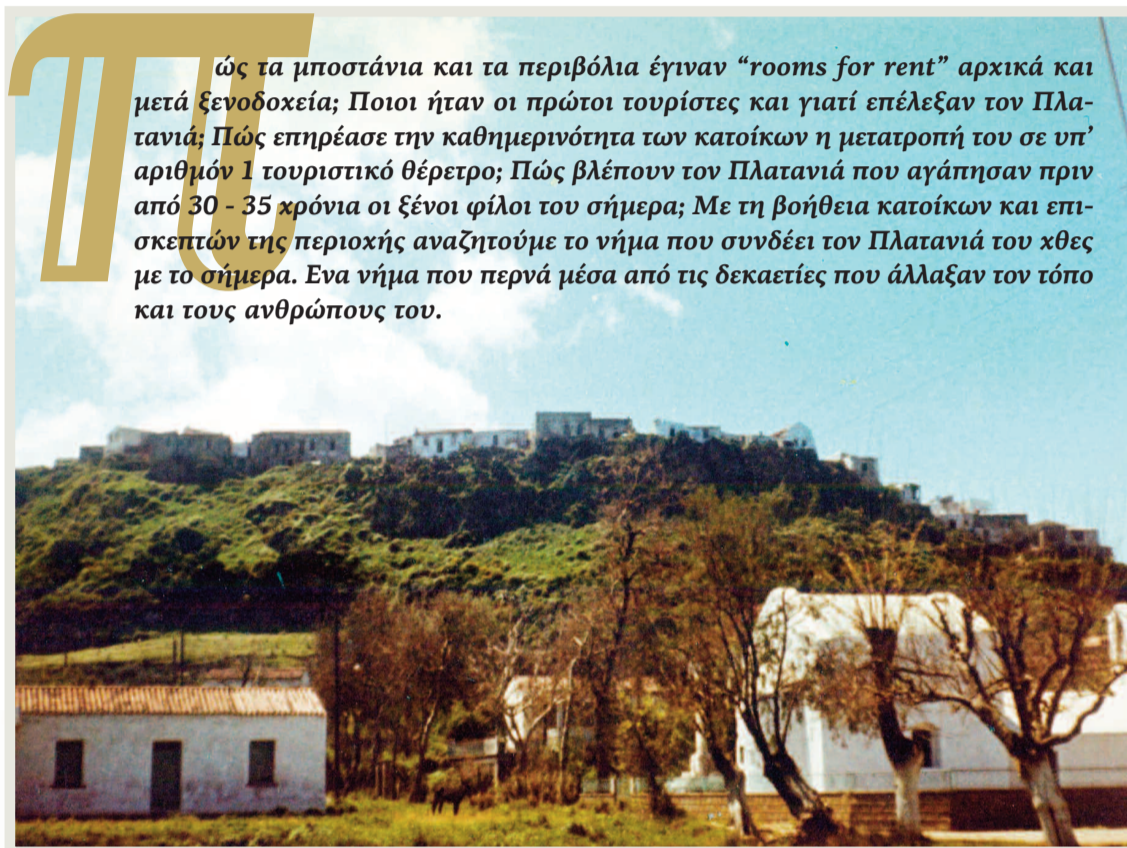 Πώς τα μποστάνια και τα περιβόλια έγιναν “rooms for rent” αρχικά και
μετά ξενοδοχεία; Ποιοι ήταν οι πρώτοι τουρίστες και γιατί επέλεξαν τον Πλα-
τανιά; Πώς επηρέασε την καθημερινότητα των κατοίκων η μετατροπή του σε υπ’
αριθμόν 1 τουριστικό θέρετρο; Πώς βλέπουν τον Πλατανιά που αγάπησαν πριν
από 30 - 35 χρόνια οι ξένοι φίλοι του σήμερα; Με τη βοήθεια κατοίκων και επι-
σκεπτών της περιοχής αναζητούμε το νήμα που συνδέει τον Πλατανιά του χθες
με το σήμερα. Ενα νήμα που περνά μέσα από τις δεκαετίες που άλλαξαν τον τόπο
και τους ανθρώπους του.